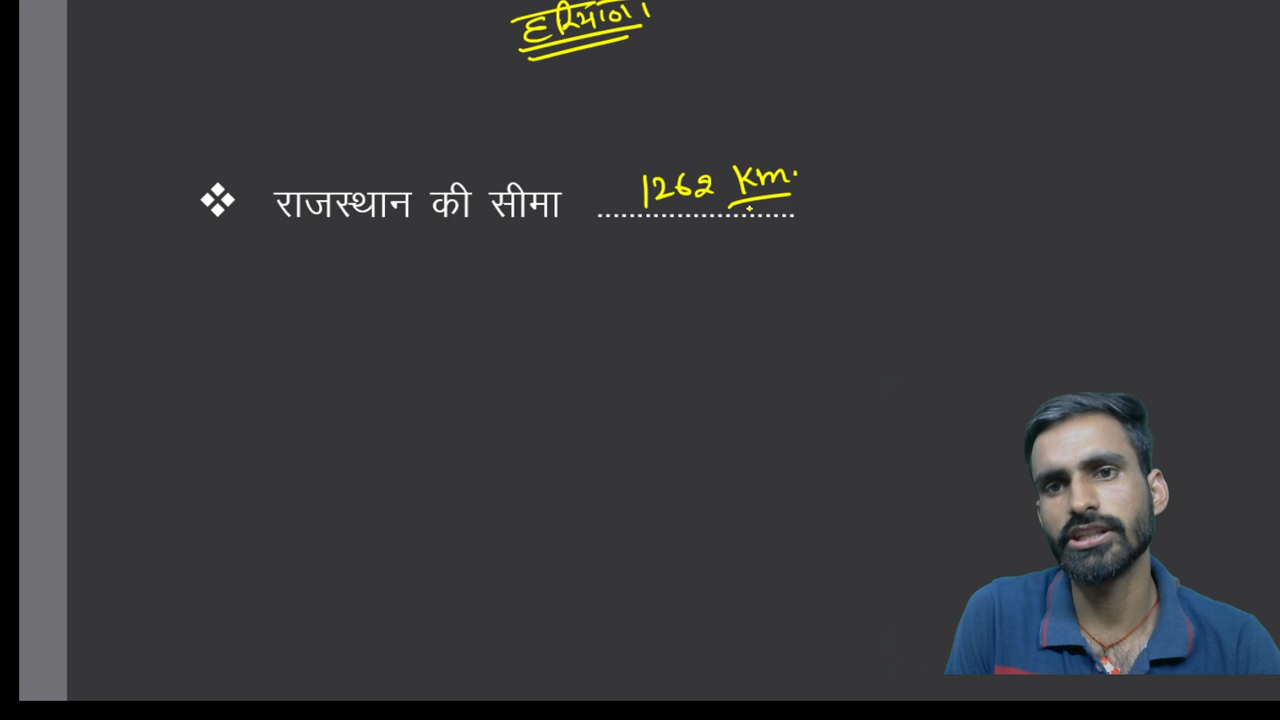 हरियाणा
❖ राजस्थान की सीमा ......1262 km.......